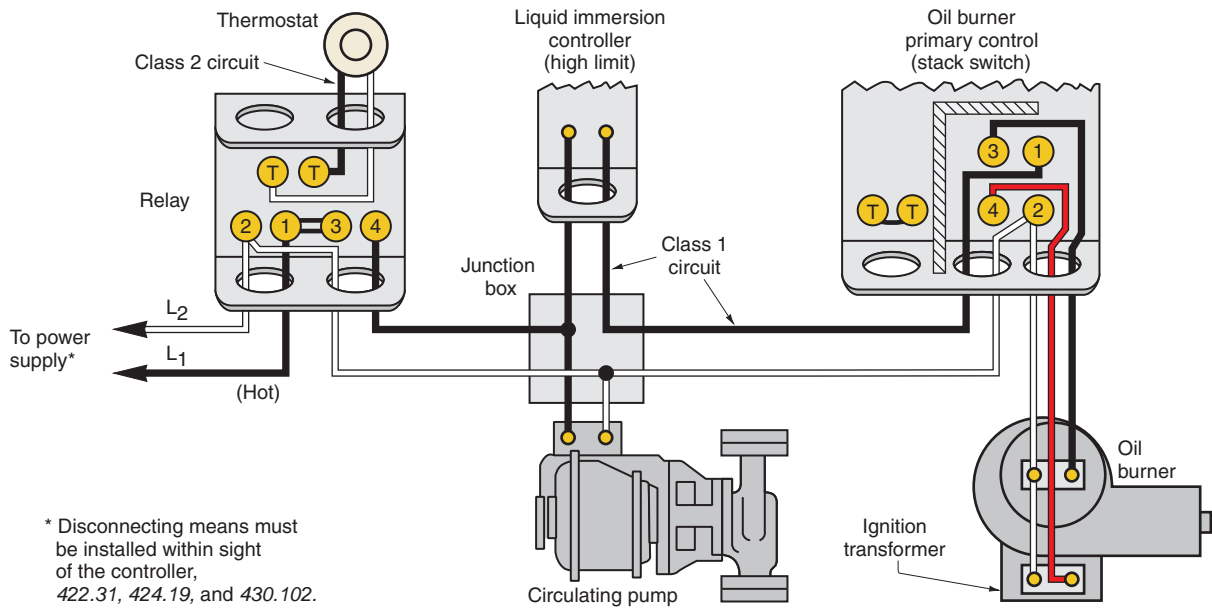 Thermostat
Class 2 circuit
Liquid immersion
controller
(high limit)
Oil burner
primary control
(stack switch)
T
T
Relay
2
1
3
4
3
1
T
T
4
2
Junction
box
Class 1
circuit
L2
To power
supply*
L1
(Hot)
Oil
burner
Ignition
transformer
Circulating pump
* Disconnecting means must
be installed within sight
of the controller,
422.31, 424.19, and 430.102.